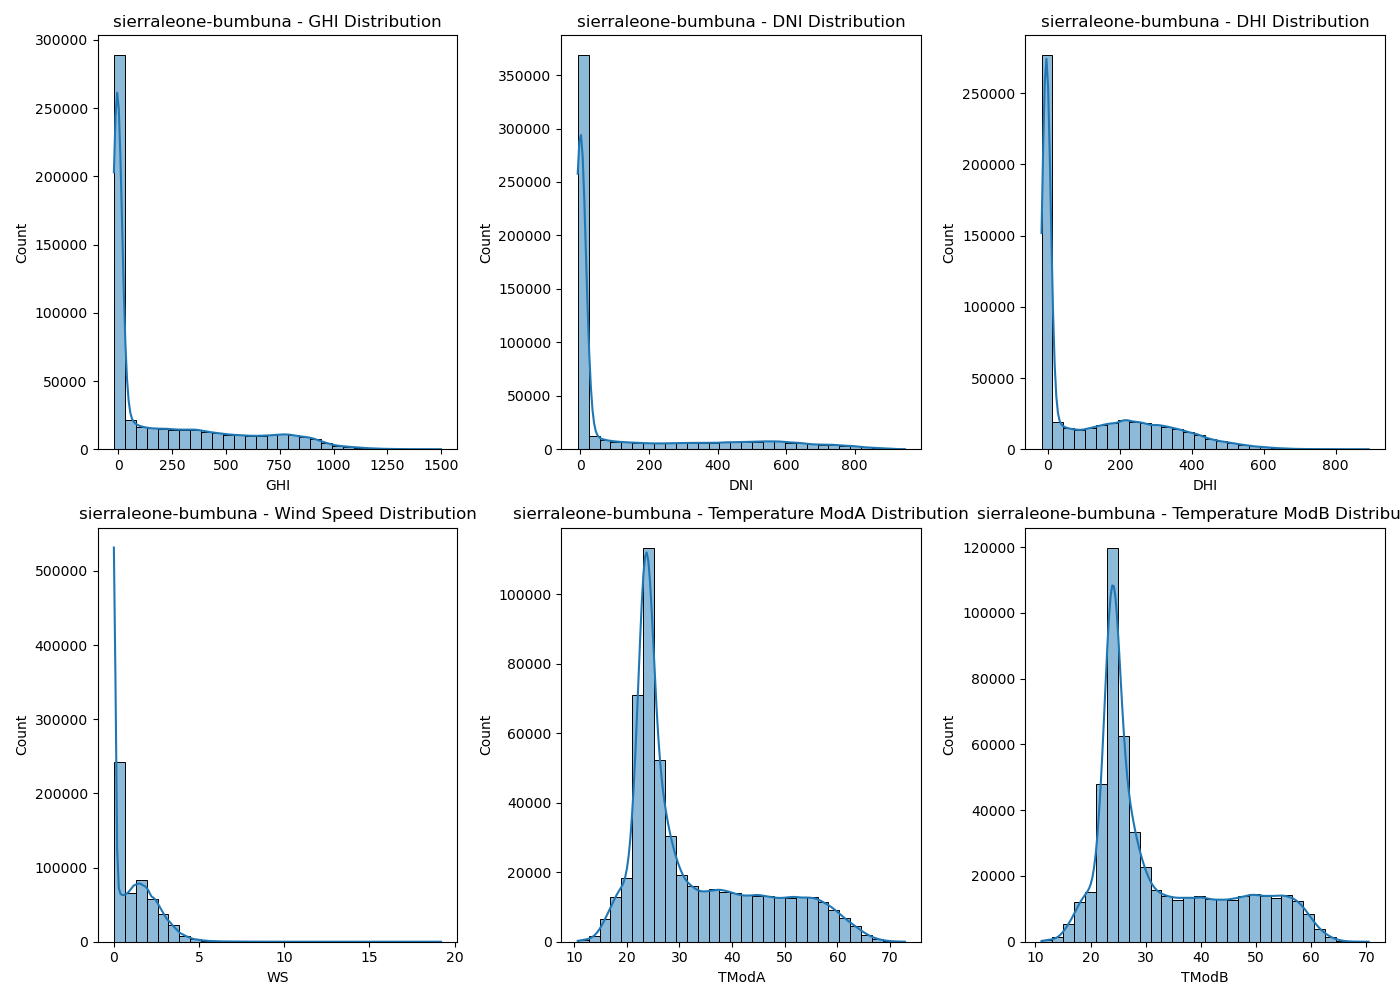 sierraleone-bumbuna - GHI Distribution
300000
250000
200000
150000
100000
50000
0
Count
0 250 500 750 1000 1250 1500
GHI
sierraleone-bumbuna - DNI Distribution
350000
300000
250000
200000
150000
100000
50000
0
Count
0 200 400 600 800
DNI
sierraleone-bumbuna - DHI Distribution
250000
200000
150000
100000
50000
0
Count
0 200 400 600 800
DHI
sierraleone-bumbuna - Wind Speed Distribution
500000
400000
300000
200000
100000
0
Count
0 5 10 15 20
WS
sierraleone-bumbuna - Temperature ModA Distribution
100000
80000
60000
40000
20000
0
Count
10 20 30 40 50 60 70
TModA
sierraleone-bumbuna - Temperature ModB Distribu
120000
100000
80000
60000
40000
20000
0
Count
10 20 30 40 50 60 70
TModB